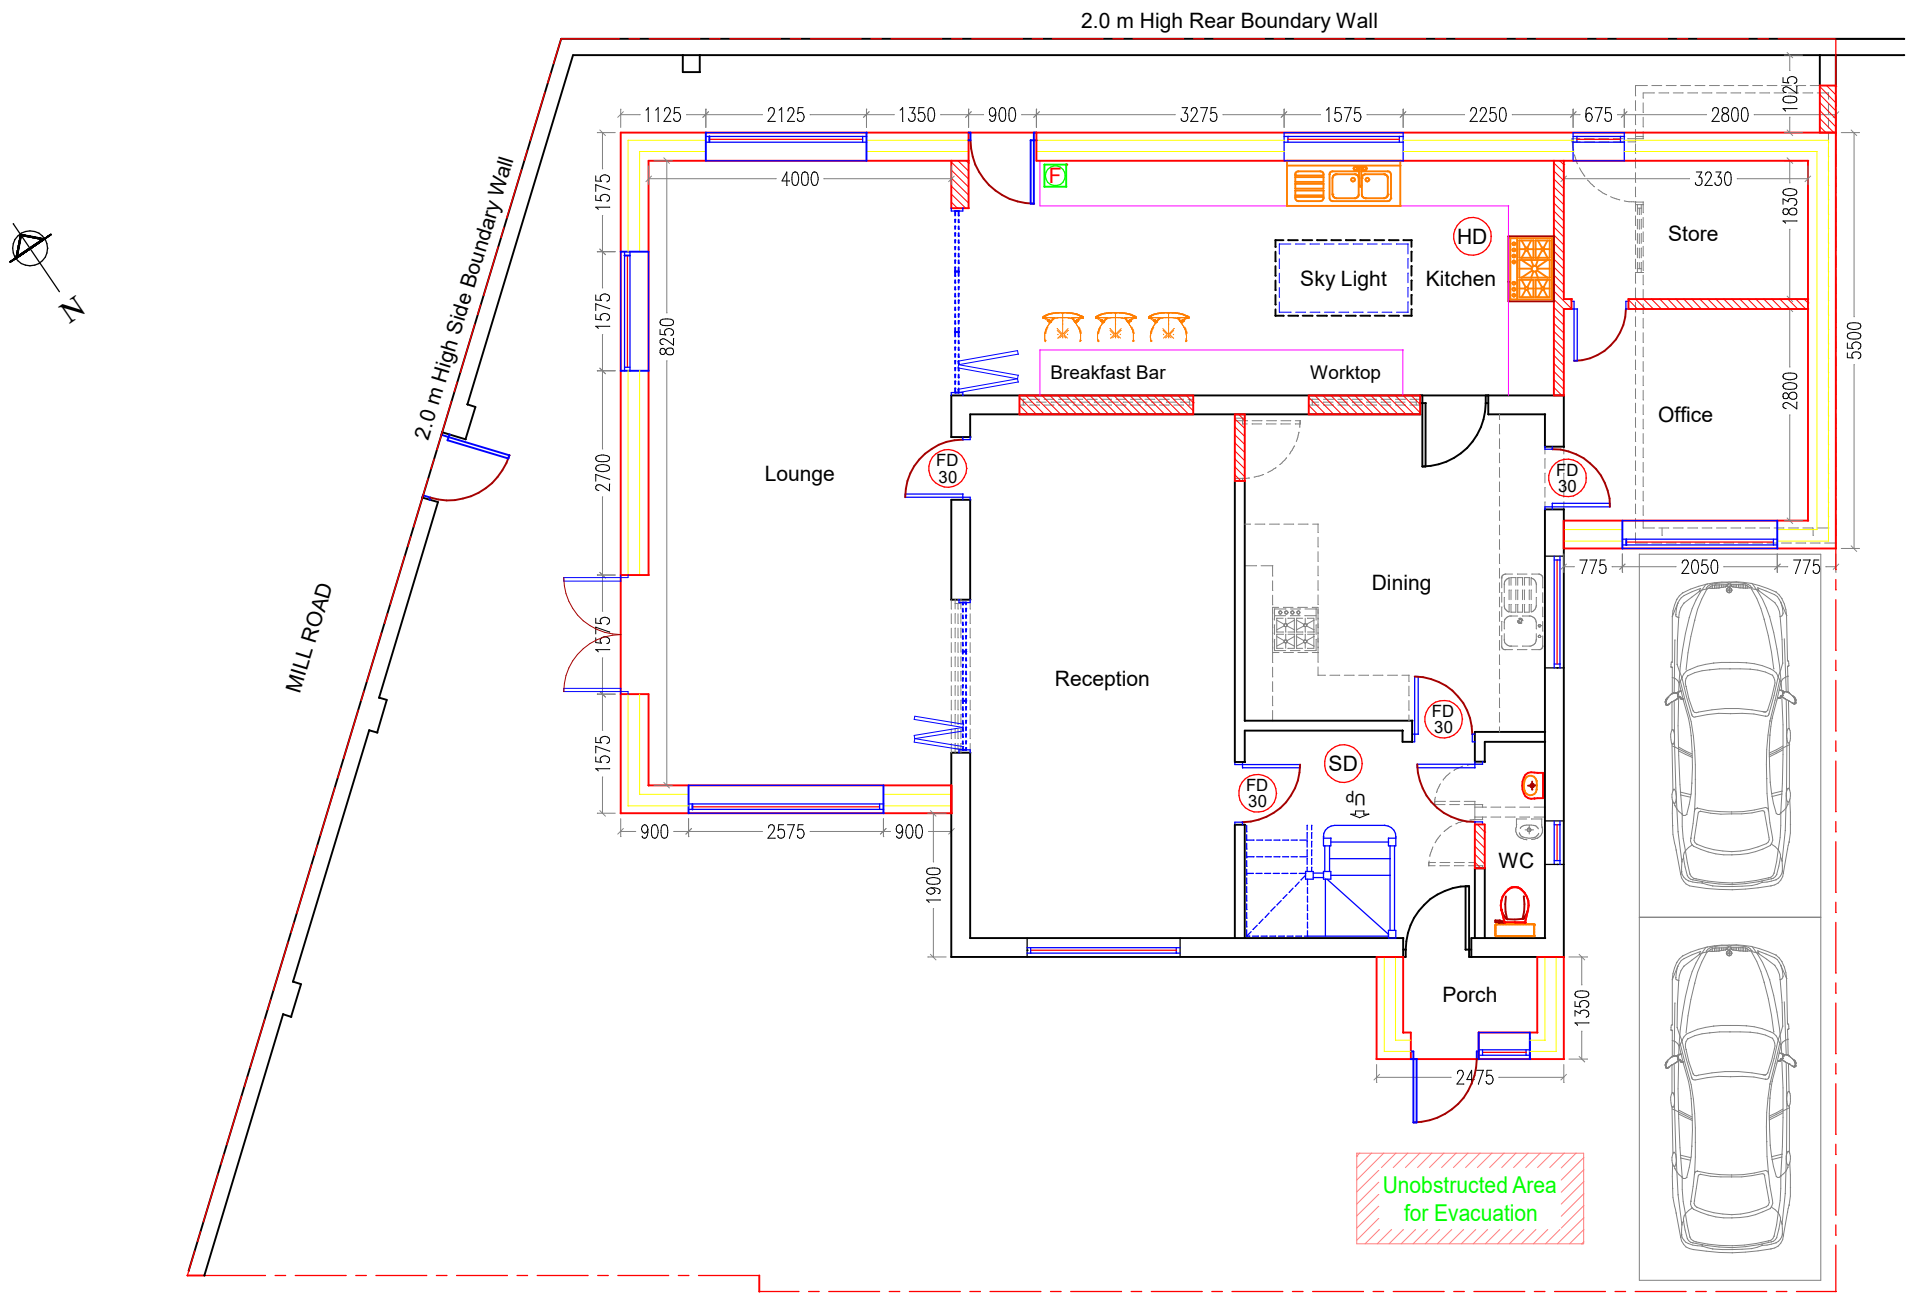 2.0 m High Rear Boundary Wall
1125
2125
1350
900
3275
1575
2250
675
2800
1025
4000
3230
1575
1830
F
HD
Store
Sky Light
Kitchen
N
2.0 m High Side Boundary Wall
1575
8250
5500
Breakfast Bar
Worktop
2800
Office
2700
Lounge
FD
30
FD
30
775
2050
775
Dining
MILL ROAD
1575
Reception
FD
30
1575
SD
FD
30
Up
900
2575
900
WC
1900
Porch
1350
2475
Unobstructed Area
for Evacuation